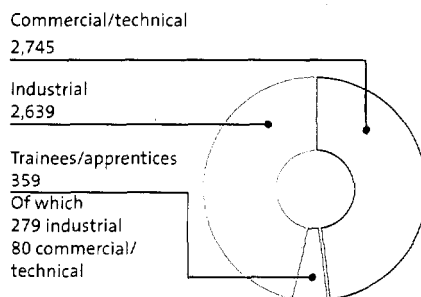 Commercial/technical
2,745
Industrial
2,639
Trainees/apprentices
359
Of which
279 industrial
80 commercial/
technical